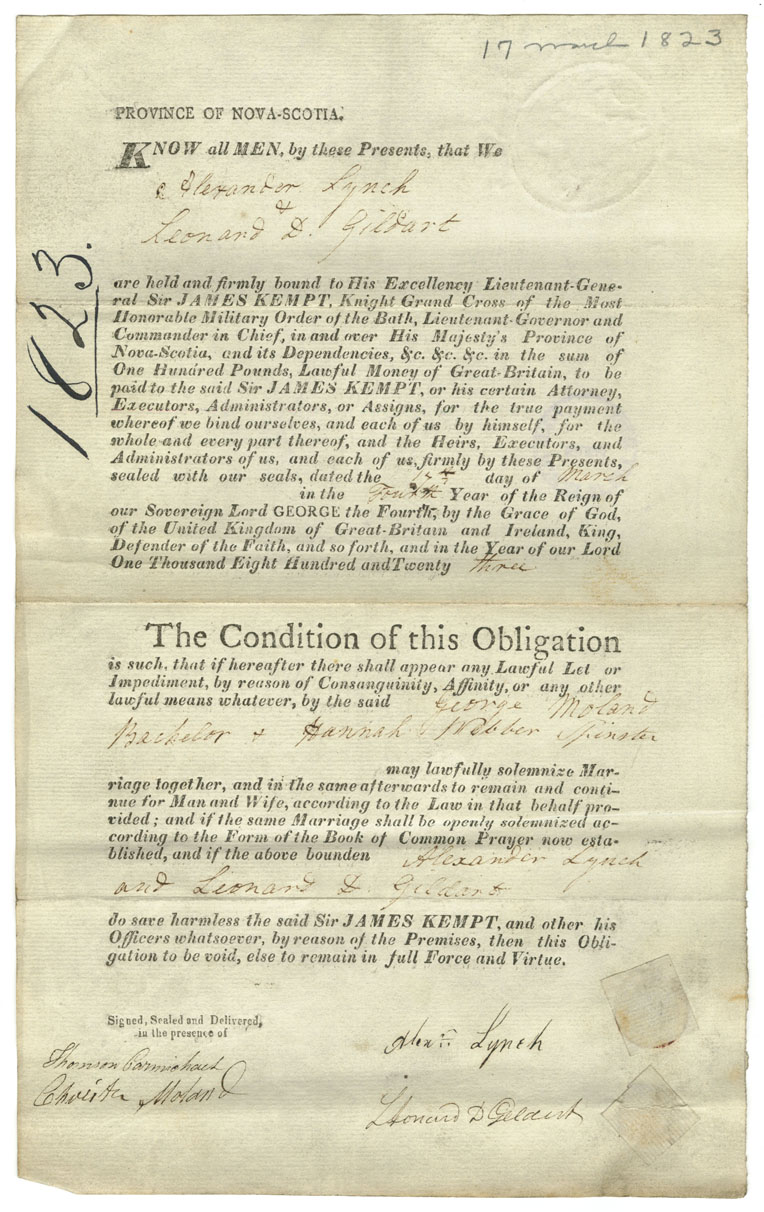 17 March 1823
PROVINCE OF NOVA-SCOTIA.
KNOW all MEN, by these Presents, that We
Alexander Lynch
&
Leonard D. Gildart
1823.
are held and firmly bound to His Excellency Lieutenant-Gene-
ral Sir JAMES KEMPT, Knight Grand Cross of the Most
Honorable Military Order of the Bath, Lieutenant-Governor and
Commander in Chief, in and over His Majesty's Province of
Nova-Scotia, and its Dependencies, &c. &c. &c. in the sum of
One Hundred Pounds, Lawful Money of Great-Britain, to be
paid to the said Sir JAMES KEMPT, or his certain Attorney,
Executors, Administrators, or Assigns, for the true payment
whereof we bind ourselves, and each of us by himself, for the
whole and every part thereof, and the Heirs, Executors, and
Administrators of us, and each of us, firmly by these Presents,
sealed with our seals, dated the 17th day of March
in the Fourth Year of the Reign of
our Sovereign Lord GEORGE the Fourth, by the Grace of God,
of the United Kingdom of Great-Britain and Ireland, King,
Defender of the Faith, and so forth, and in the Year of our Lord
One Thousand Eight Hundred and Twenty three
The Condition of this Obligation
is such, that if hereafter there shall appear any Lawful Let or
Impediment, by reason of Consanguinity, Affinity, or any other
lawful means whatever, by the said George Moland
Bachelor & Hannah Webber Spinster
may lawfully solemnize Mar-
riage together, and in the same afterwards to remain and conti-
nue for Man and Wife, according to the Law in that behalf pro-
vided; and if the same Marriage shall be openly solemnized ac-
cording to the Form of the Book of Common Prayer now esta-
blished, and if the above bounden Alexander Lynch
and Leonard D. Gildart
do save harmless the said Sir JAMES KEMPT, and other his
Officers whatsoever, by reason of the Premises, then this Obli-
gation to be void, else to remain in full Force and Virtue.
Signed, Sealed and Delivered,
in the presence of
Thomson Carmichael
Christn Moland
Alexr Lynch
Leonard D Geldert